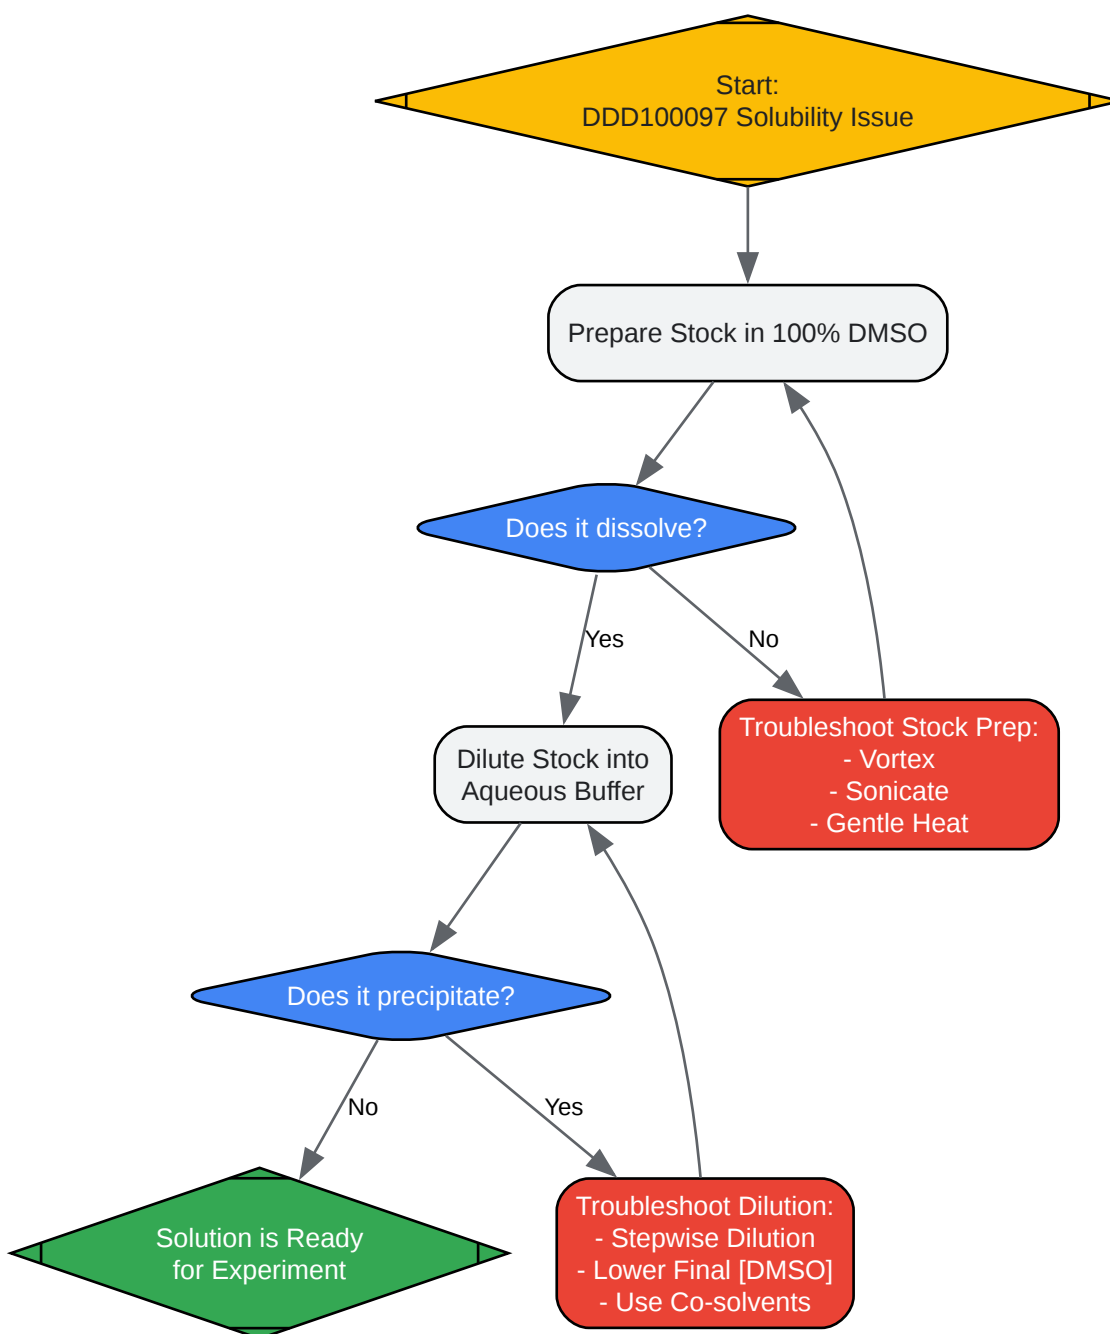 Start:
DDD100097 Solubility Issue
Prepare Stock in 100% DMSO
Does it dissolve?
Yes
No
Troubleshoot Stock Prep:
- Vortex
- Sonicate
- Gentle Heat
Dilute Stock into
Aqueous Buffer
Does it precipitate?
No
Yes
Solution is Ready
for Experiment
Troubleshoot Dilution:
- Stepwise Dilution
- Lower Final [DMSO]
- Use Co-solvents